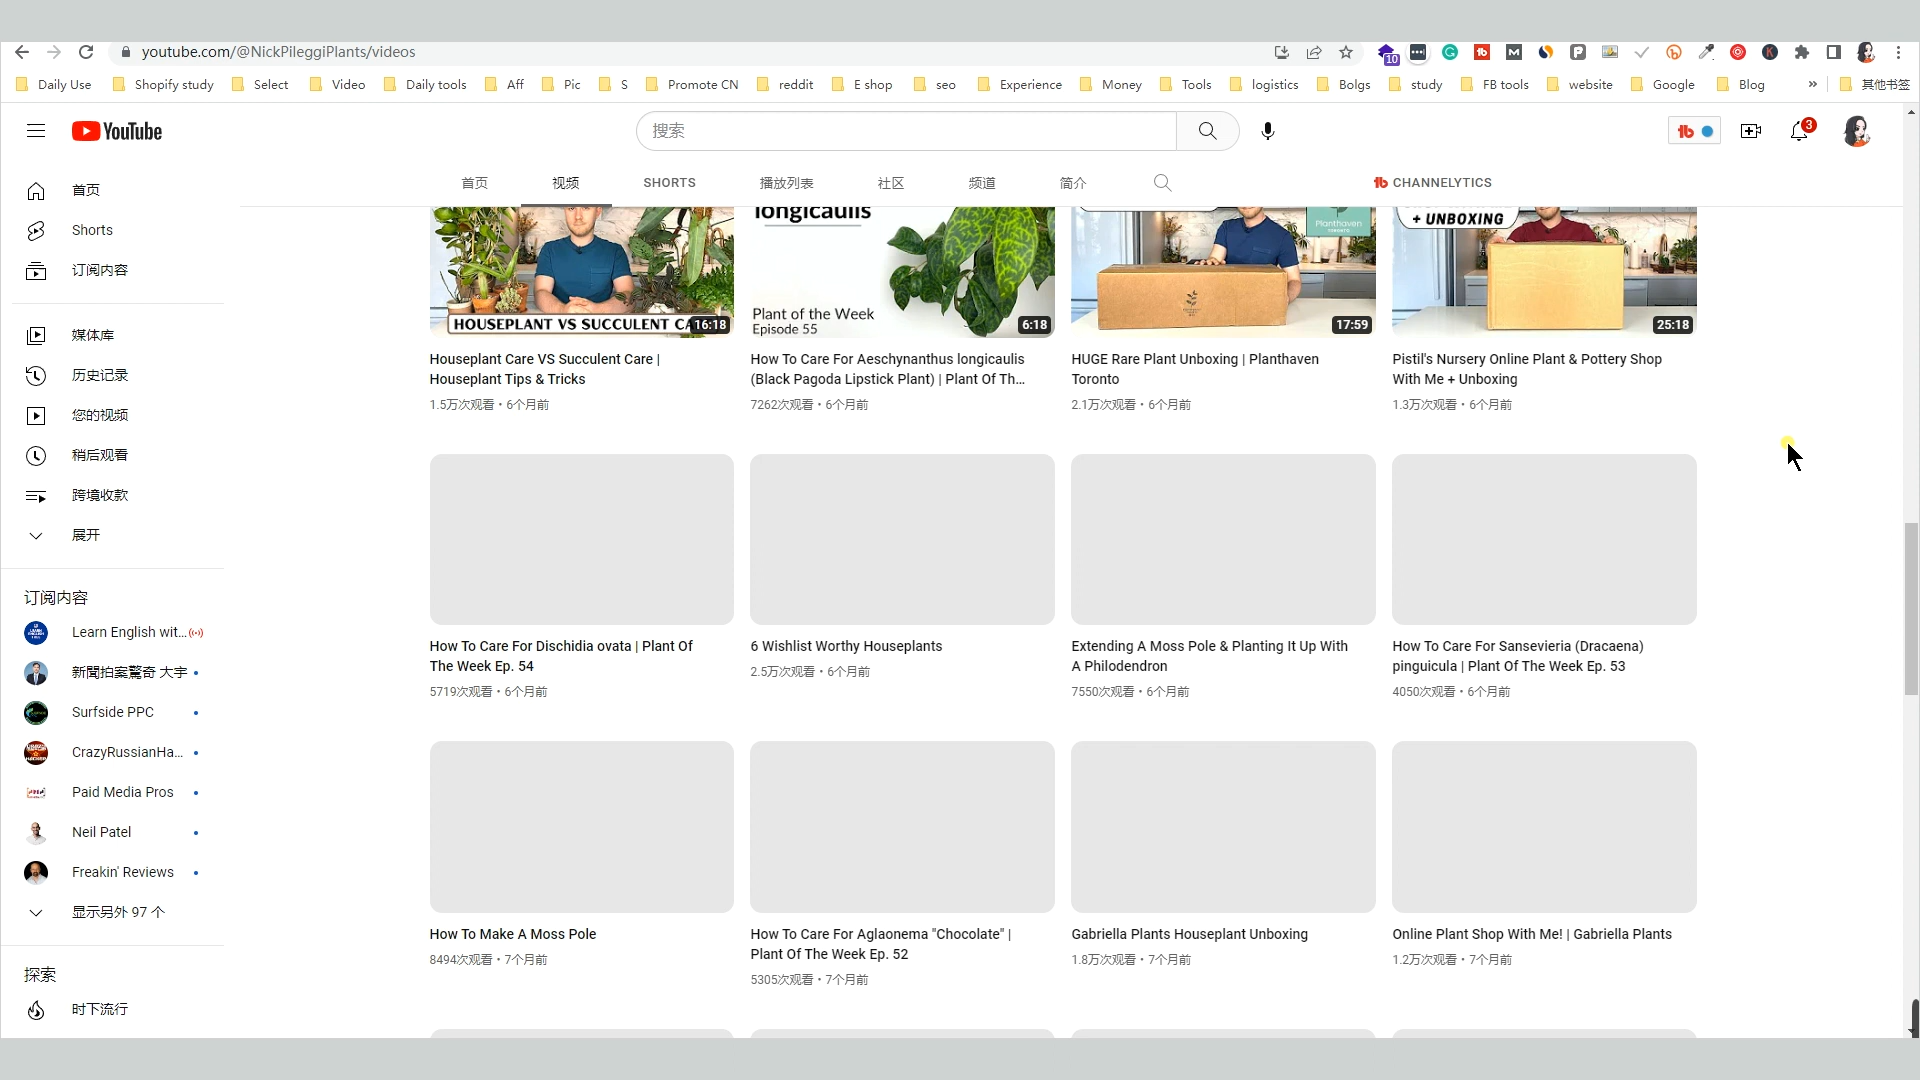 youtube.com/@NickPileggiPlants/videos
10
Daily Use
Shopify study
Select
Video
Daily tools
Aff
Pic
S
Promote CN
reddit
E shop
seo
Experience
Money
Tools
logistics
Bolgs
study
FB tools
website
Google
Blog
»
其他书签
YouTube
搜索
3
首页
视频
SHORTS
播放列表
社区
频道
简介
CHANNELYTICS
首页
Shorts
订阅内容
媒体库
历史记录
您的视频
稍后观看
跨境收款
展开
订阅内容
Learn English wit...
新聞拍案驚奇 大宇
Surfside PPC
CrazyRussianHa...
Paid Media Pros
Neil Patel
Freakin' Reviews
显示另外 97 个
探索
时下流行
HOUSEPLANT VS SUCCULENT CA
16:18
Houseplant Care VS Succulent Care |
Houseplant Tips & Tricks
1.5万次观看・6个月前
longicaulis
Plant of the Week
Episode 55
6:18
How To Care For Aeschynanthus longicaulis
(Black Pagoda Lipstick Plant) | Plant Of Th...
7262次观看・6个月前
Planthaven
17:59
HUGE Rare Plant Unboxing | Planthaven
Toronto
2.1万次观看・6个月前
+ UNBOXING
25:18
Pistil's Nursery Online Plant & Pottery Shop
With Me + Unboxing
1.3万次观看・6个月前
How To Care For Dischidia ovata | Plant Of
The Week Ep. 54
5719次观看・6个月前
6 Wishlist Worthy Houseplants
2.5万次观看・6个月前
Extending A Moss Pole & Planting It Up With
A Philodendron
7550次观看・6个月前
How To Care For Sansevieria (Dracaena)
pinguicula | Plant Of The Week Ep. 53
4050次观看・6个月前
How To Make A Moss Pole
8494次观看・7个月前
How To Care For Aglaonema "Chocolate" |
Plant Of The Week Ep. 52
5305次观看・7个月前
Gabriella Plants Houseplant Unboxing
1.8万次观看・7个月前
Online Plant Shop With Me! | Gabriella Plants
1.2万次观看・7个月前